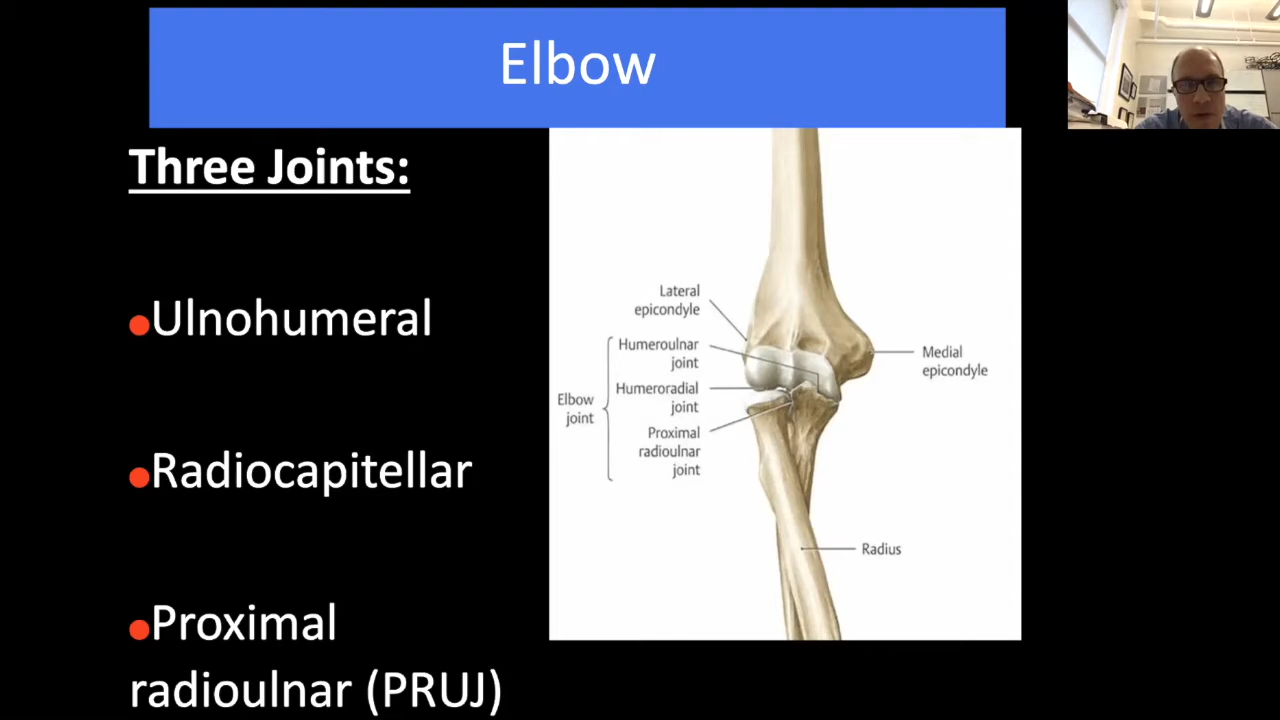 Elbow
Three Joints:
Ulnohumeral
Radiocapitellar
Proximal
radioulnar (PRUJ)
Lateral
epicondyle
Humeroulnar
joint
Humeroradial
joint
Proximal
radioulnar
joint
Elbow
joint
Medial
epicondyle
Radius